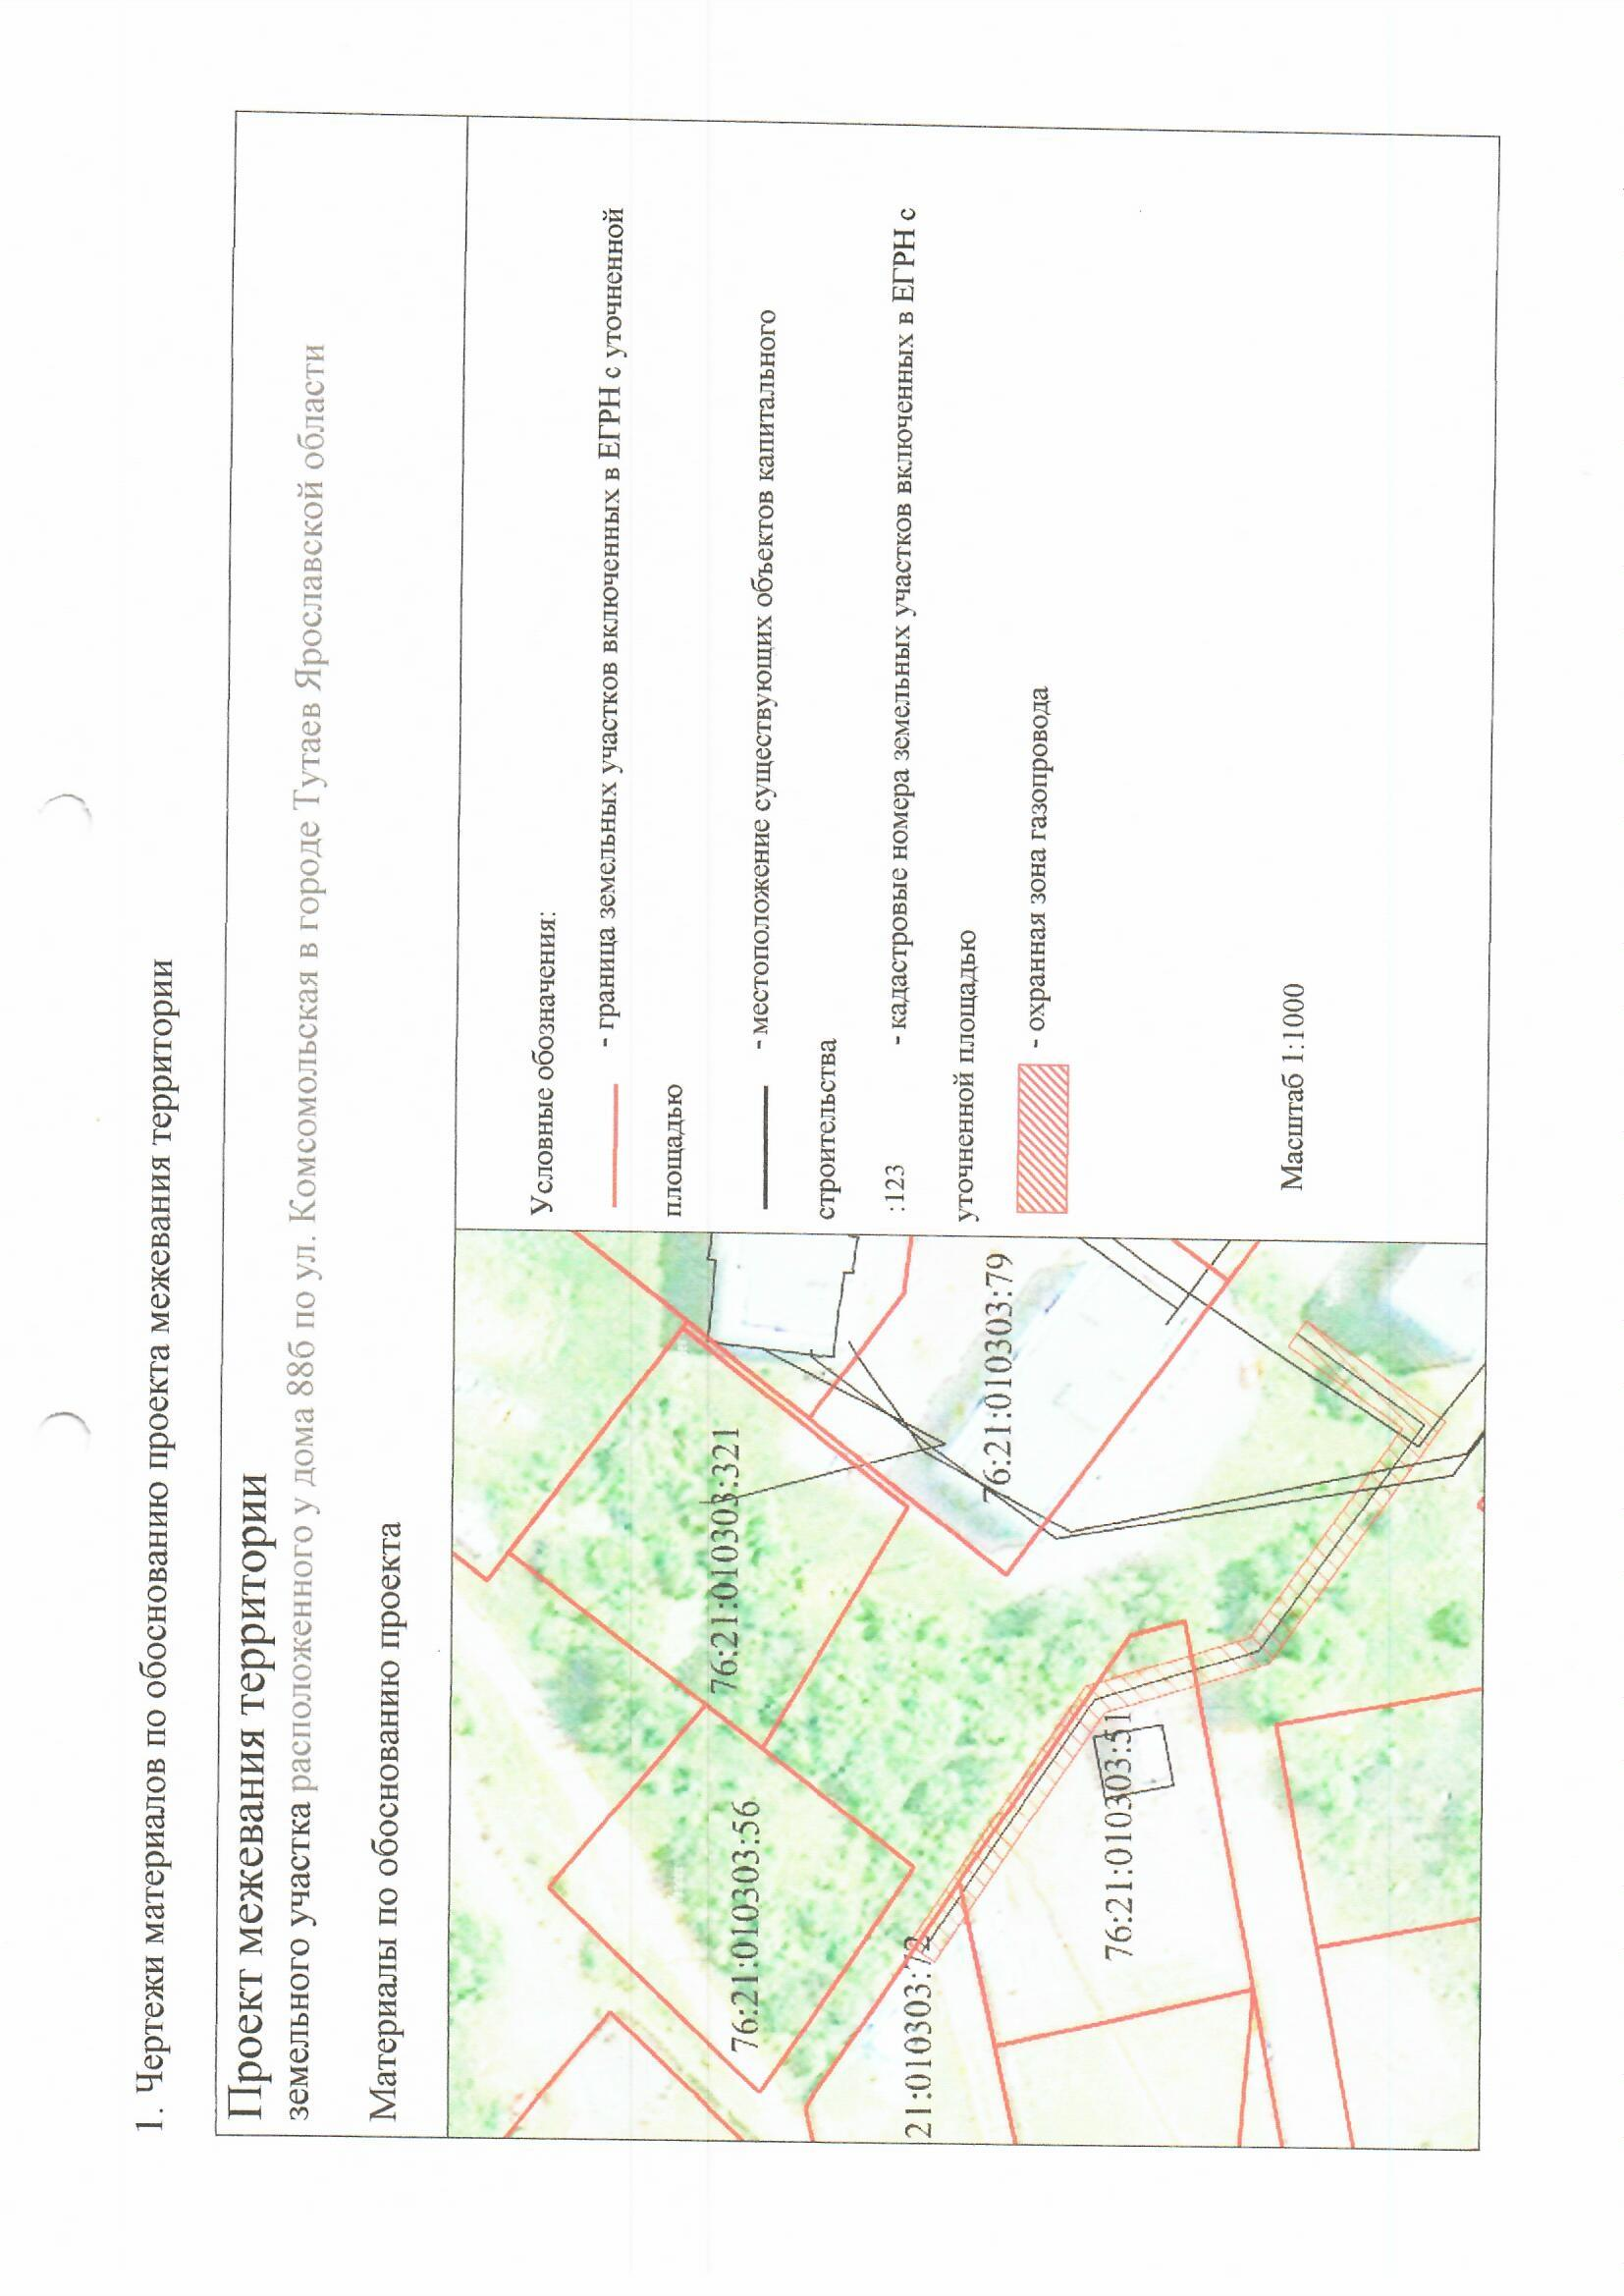 1. Чертежи материалов по обоснованию проекта межевания территории
Проект межевания территории
земельного участка расположенного у дома 88б по ул. Комсомольская в городе Тутаев Ярославской области
Материалы по обоснованию проекта
76:21:010303:321
76:21:010303:56
76:21:010303:79
21:010303:72
76:21:010303:51
Условные обозначения:
- граница земельных участков включенных в ЕГРН с уточненной
площадью
- местоположение существующих объектов капитального
строительства
:123 - кадастровые номера земельных участков включенных в ЕГРН с
уточненной площадью
- охранная зона газопровода
Масштаб 1:1000